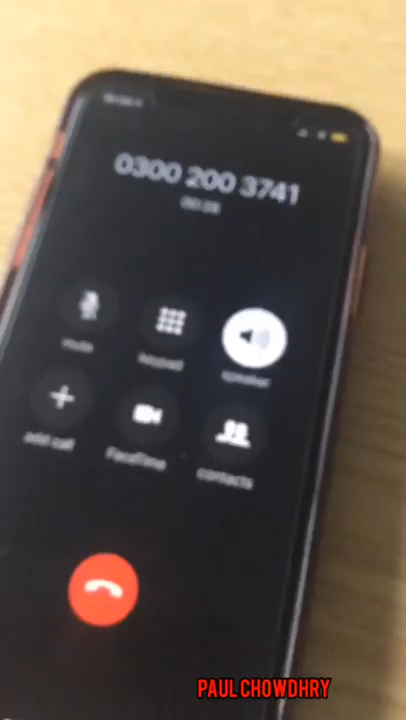 0300 200 3741
00:28
mute
keypad
speaker
add call
FaceTime
contacts
PAUL CHOWDHRY